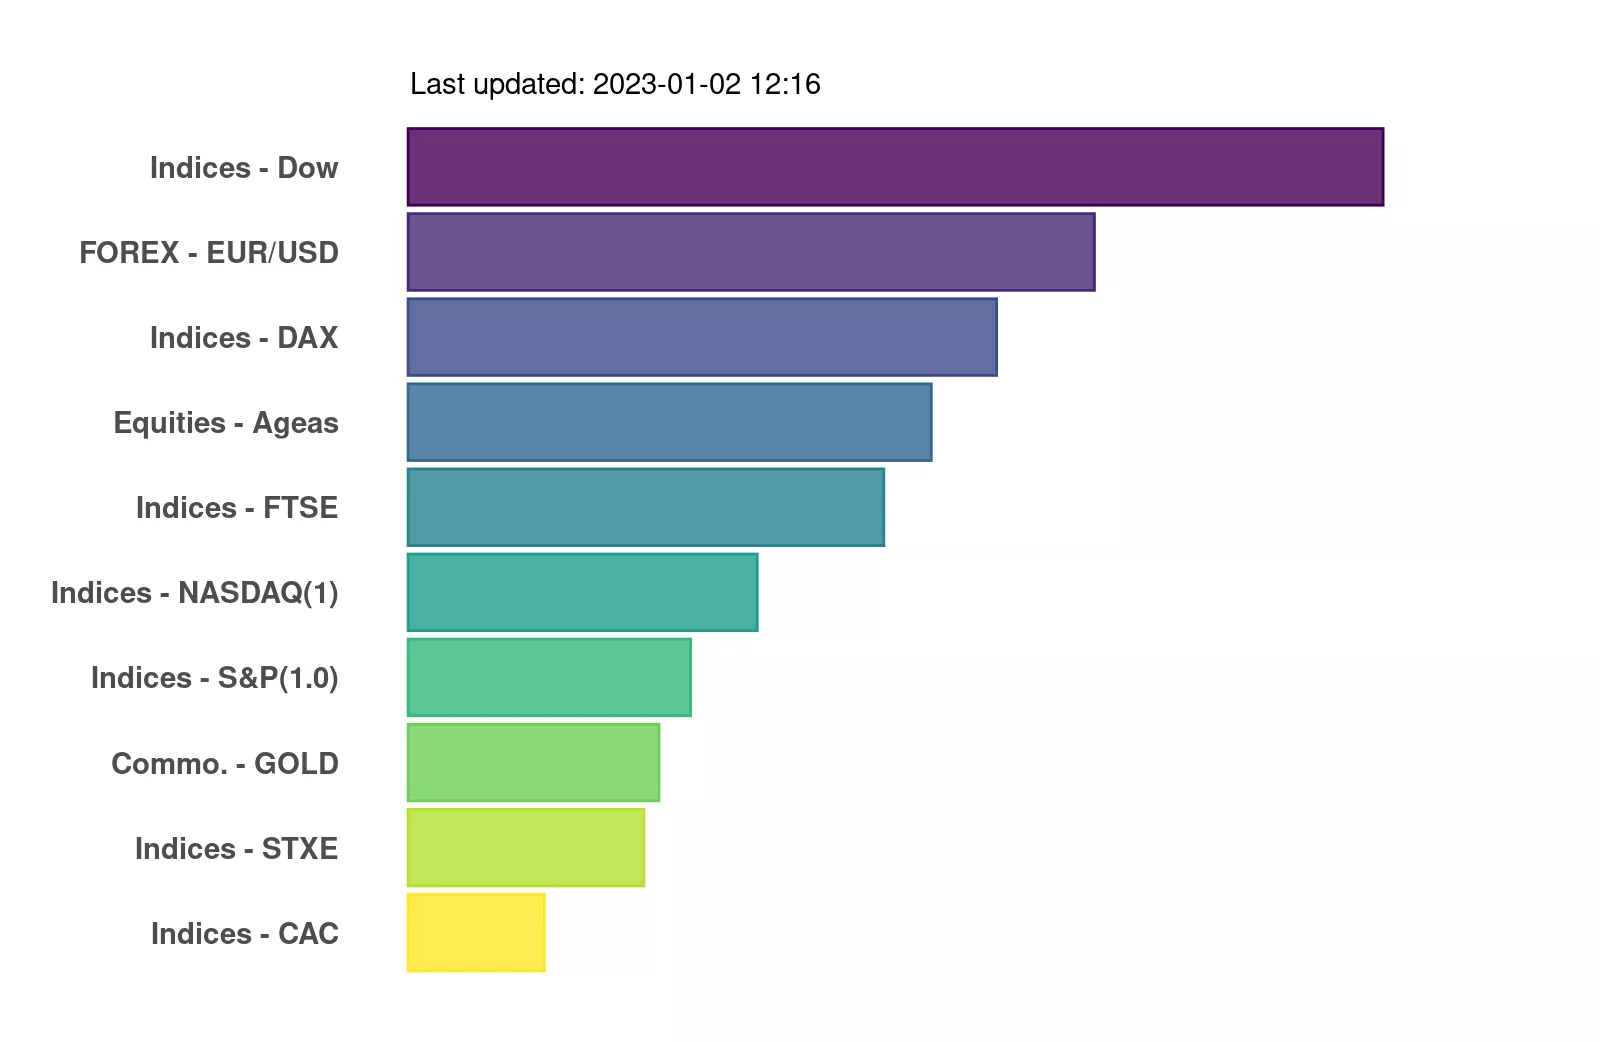 Last updated: 2023-01-02 12:16
Indices - Dow
FOREX - EUR/USD
Indices - DAX
Equities - Ageas
Indices - FTSE
Indices - NASDAQ(1)
Indices - S&P(1.0)
Commo. - GOLD
Indices - STXE
Indices - CAC